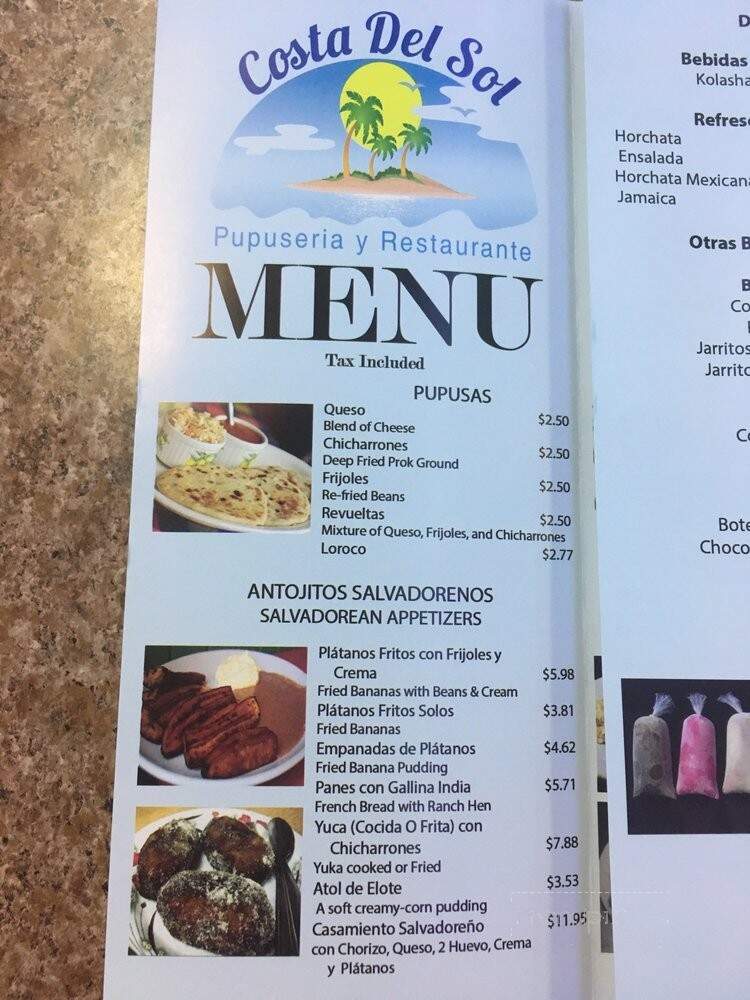 Costa Del Sol
Pupuseria y Restaurante
MENU
Tax Included
PUPUSAS
Queso
Blend of Cheese $2.50
Chicharrones
Deep Fried Prok Ground $2.50
Frijoles
Re-fried Beans $2.50
Revueltas $2.50
Mixture of Queso, Frijoles, and Chicharrones
Loroco $2.77
ANTOJITOS SALVADORENOS
SALVADOREAN APPETIZERS
Plátanos Fritos con Frijoles y
Crema $5.98
Fried Bananas with Beans & Cream
Plátanos Fritos Solos $3.81
Fried Bananas
Empanadas de Plátanos $4.62
Fried Banana Pudding
Panes con Gallina India $5.71
French Bread with Ranch Hen
Yuca (Cocida O Frita) con
Chicharrones $7.88
Yuka cooked or Fried
Atol de Elote $3.53
A soft creamy-corn pudding
Casamiento Salvadoreño $11.95
con Chorizo, Queso, 2 Huevo, Crema
y Plátanos
D
Bebidas
Kolasha
Refres
Horchata
Ensalada
Horchata Mexicana
Jamaica
Otras B
B
Co
Jarritos
Jarrito
Co
Bote
Choco